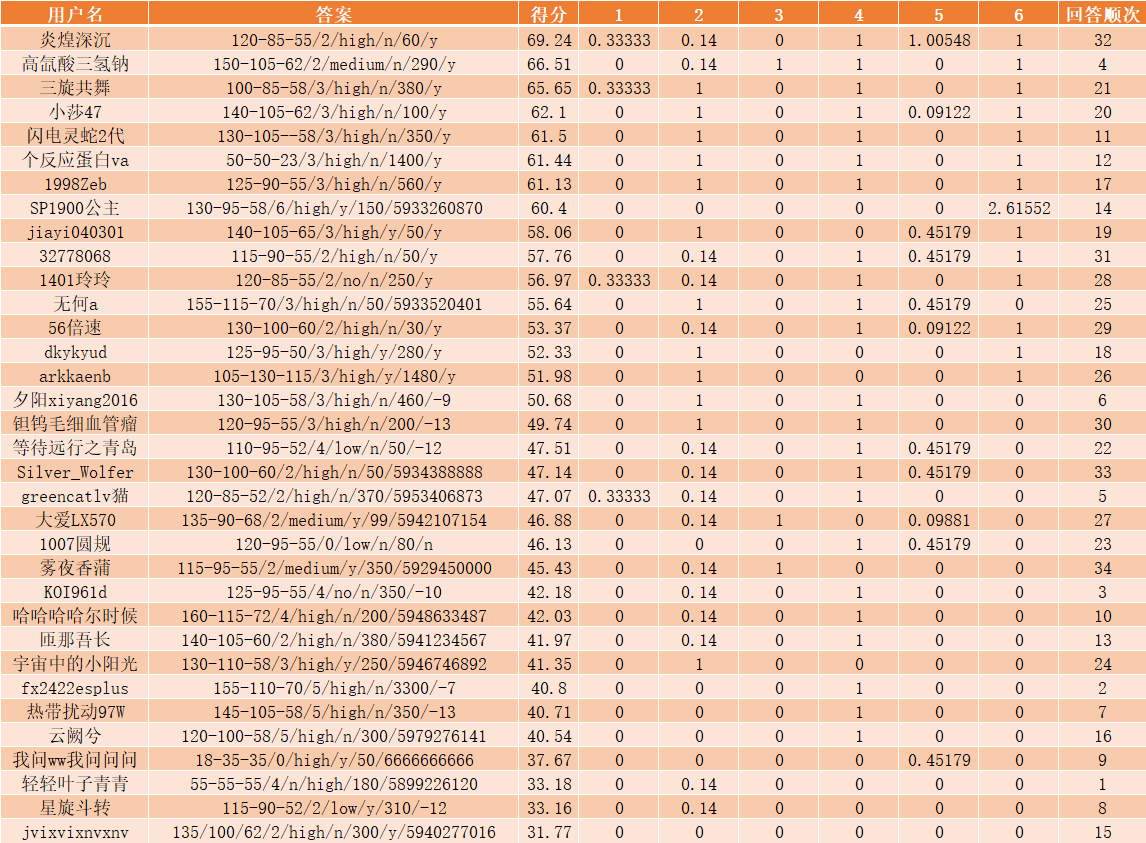 用户名 答案 得分 1 2 3 4 5 6 回答顺次
炎煌深沉 120-85-55/2/high/n/60/y 69.24 0.33333 0.14 0 1 1.00548 1 32
高氙酸三氢钠 150-105-62/2/medium/n/290/y 66.51 0 0.14 1 1 0 1 4
三旋共舞 100-85-58/3/high/n/380/y 65.65 0.33333 1 0 1 0 1 21
小莎47 140-105-62/3/high/n/100/y 62.1 0 1 0 1 0.09122 1 20
闪电灵蛇2代 130-105--58/3/high/n/350/y 61.5 0 1 0 1 0 1 11
个反应蛋白va 50-50-23/3/high/n/1400/y 61.44 0 1 0 1 0 1 12
1998Zeb 125-90-55/3/high/n/560/y 61.13 0 1 0 1 0 1 17
SP1900公主 130-95-58/6/high/y/150/5933260870 60.4 0 0 0 0 0 2.61552 14
jiayi040301 140-105-65/3/high/y/50/y 58.06 0 1 0 0 0.45179 1 19
32778068 115-90-55/2/high/n/50/y 57.76 0 0.14 0 1 0.45179 1 31
1401玲玲 120-85-55/2/no/n/250/y 56.97 0.33333 0.14 0 1 0 1 28
无何a 155-115-70/3/high/n/50/5933520401 55.64 0 1 0 1 0.45179 0 25
56倍速 130-100-60/2/high/n/30/y 53.37 0 0.14 0 1 0.09122 1 29
dkykyud 125-95-50/3/high/y/280/y 52.33 0 1 0 0 0 1 18
arkkaenb 105-130-115/3/high/y/1480/y 51.98 0 1 0 0 0 1 26
夕阳xiyang2016 130-105-58/3/high/n/460/-9 50.68 0 1 0 1 0 0 6
钽钨毛细血管瘤 120-95-55/3/high/n/200/-13 49.74 0 1 0 1 0 0 30
等待远行之青岛 110-95-52/4/low/n/50/-12 47.51 0 0.14 0 1 0.45179 0 22
Silver_Wolfer 130-100-60/2/high/n/50/5934388888 47.14 0 0.14 0 1 0.45179 0 33
greencatlv猫 120-85-52/2/high/n/370/5953406873 47.07 0.33333 0.14 0 1 0 0 5
大爱LX570 135-90-68/2/medium/y/99/5942107154 46.88 0 0.14 1 0 0.09881 0 27
1007圆规 120-95-55/0/low/n/80/n 46.13 0 0 0 1 0.45179 0 23
雾夜香蒲 115-95-55/2/medium/y/350/5929450000 45.43 0 0.14 1 0 0 0 34
KOI961d 125-95-55/4/no/n/350/-10 42.18 0 0.14 0 1 0 0 3
哈哈哈哈尔时候 160-115-72/4/high/n/200/5948633487 42.03 0 0.14 0 1 0 0 10
匝那吾长 140-105-60/2/high/n/380/5941234567 41.97 0 0.14 0 1 0 0 13
宇宙中的小阳光 130-110-58/3/high/y/250/5946746892 41.35 0 1 0 0 0 0 24
fx2422esplus 155-110-70/5/high/n/3300/-7 40.8 0 0 0 1 0 0 2
热带扰动97W 145-105-58/5/high/n/350/-13 40.71 0 0 0 1 0 0 7
云阙兮 120-100-58/5/high/n/300/5979276141 40.54 0 0 0 1 0 0 16
我问ww我问问问 18-35-35/0/high/y/50/6666666666 37.67 0 0 0 0 0.45179 0 9
轻轻叶子青青 55-55-55/4/n/high/180/5899226120 33.18 0 0.14 0 0 0 0 1
星旋斗转 115-90-52/2/low/y/310/-12 33.16 0 0.14 0 0 0 0 8
jvixvixnvxnv 135/100/62/2/high/n/300/y/5940277016 31.77 0 0 0 0 0 0 15